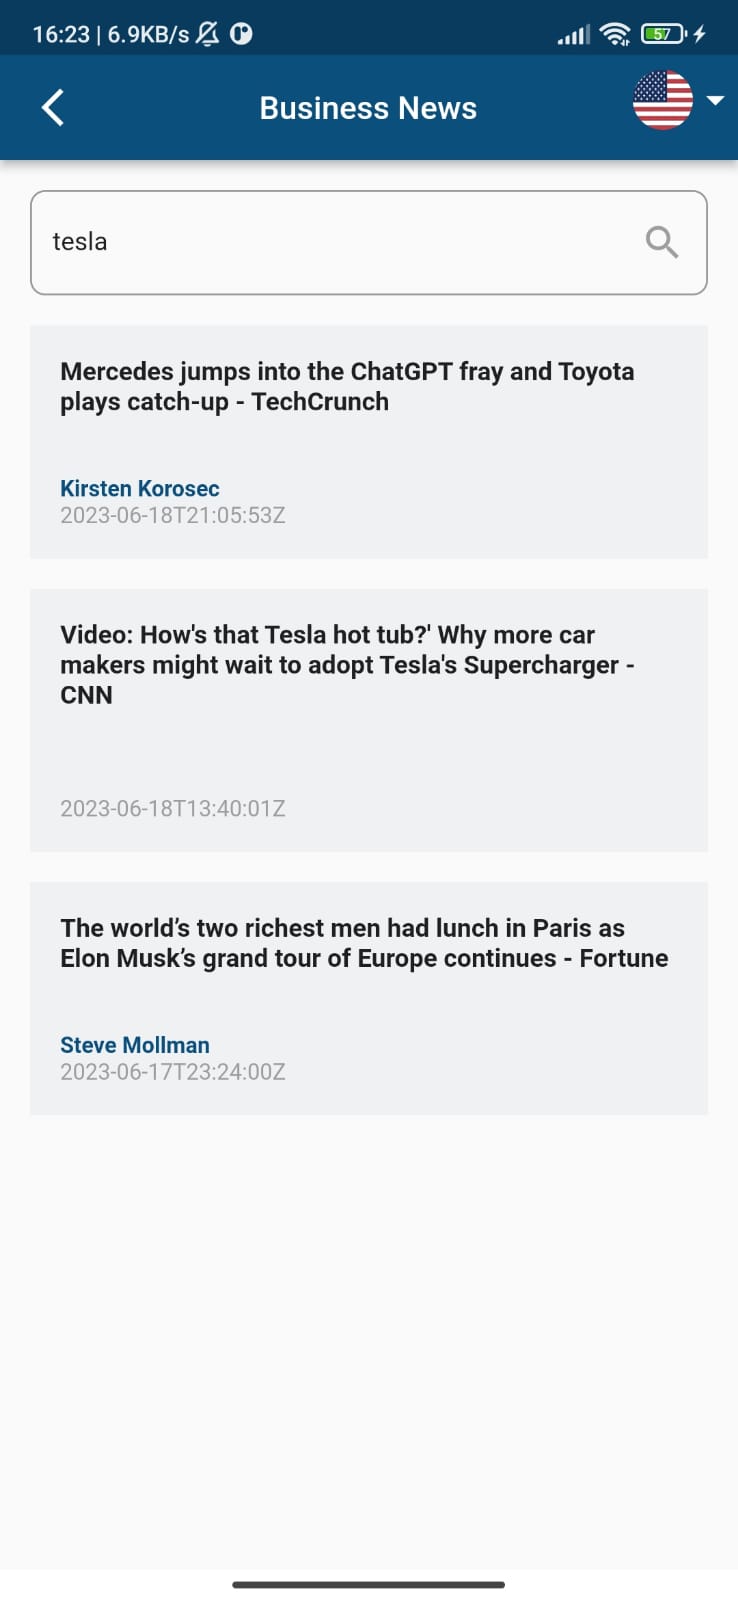 16:23 | 6.9KB/s
57
Business News
tesla
Mercedes jumps into the ChatGPT fray and Toyota
plays catch-up - TechCrunch
Kirsten Korosec
2023-06-18T21:05:53Z
Video: How's that Tesla hot tub?' Why more car
makers might wait to adopt Tesla's Supercharger -
CNN
2023-06-18T13:40:01Z
The world’s two richest men had lunch in Paris as
Elon Musk’s grand tour of Europe continues - Fortune
Steve Mollman
2023-06-17T23:24:00Z